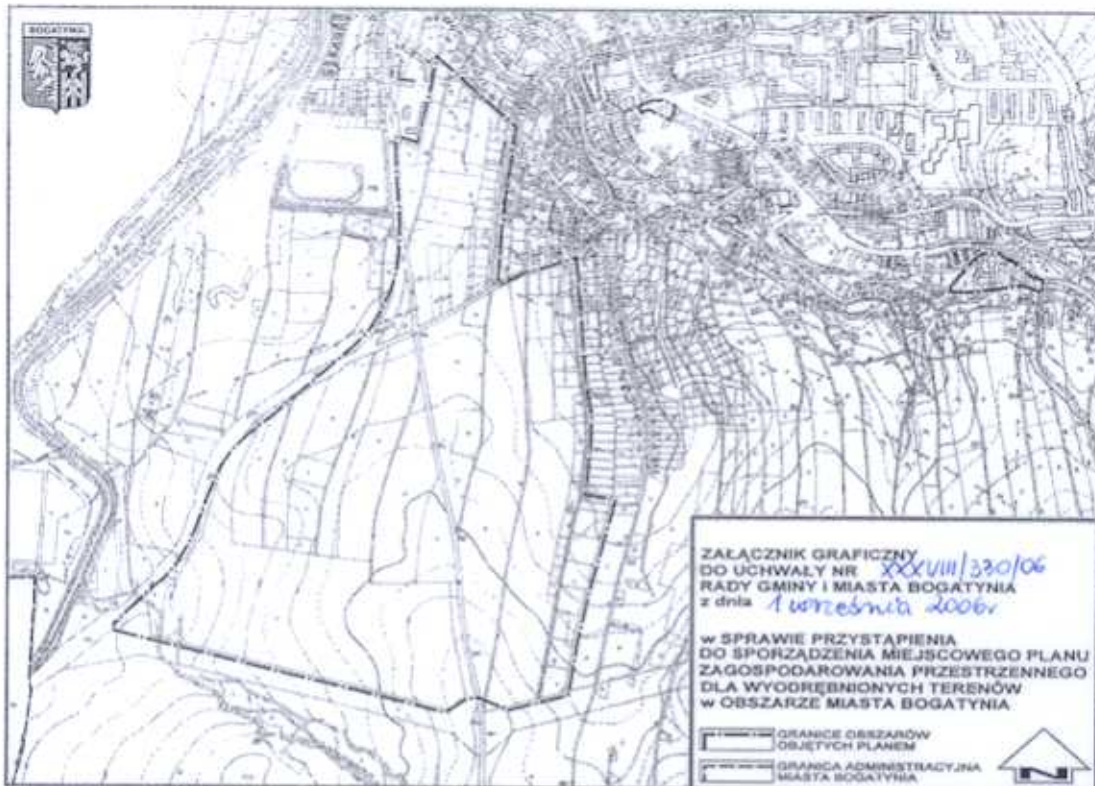 BOGATYNIA
ZAŁĄCZNIK GRAFICZNY
DO UCHWAŁY NR XXXVIII/330/06
RADY GMINY i MIASTA BOGATYNIA
z dnia 1 września 2006r
w SPRAWIE PRZYSTĄPIENIA
DO SPORZĄDZENIA MIEJSCOWEGO PLANU
ZAGOSPODAROWANIA PRZESTRZENNEGO
DLA WYODRĘBNIONYCH TERENÓW
w OBSZARZE MIASTA BOGATYNIA
GRANICE OBSZARÓW
OBJĘTYCH PLANEM
GRANICA ADMINISTRACYJNA
MIASTA BOGATYNIA
N